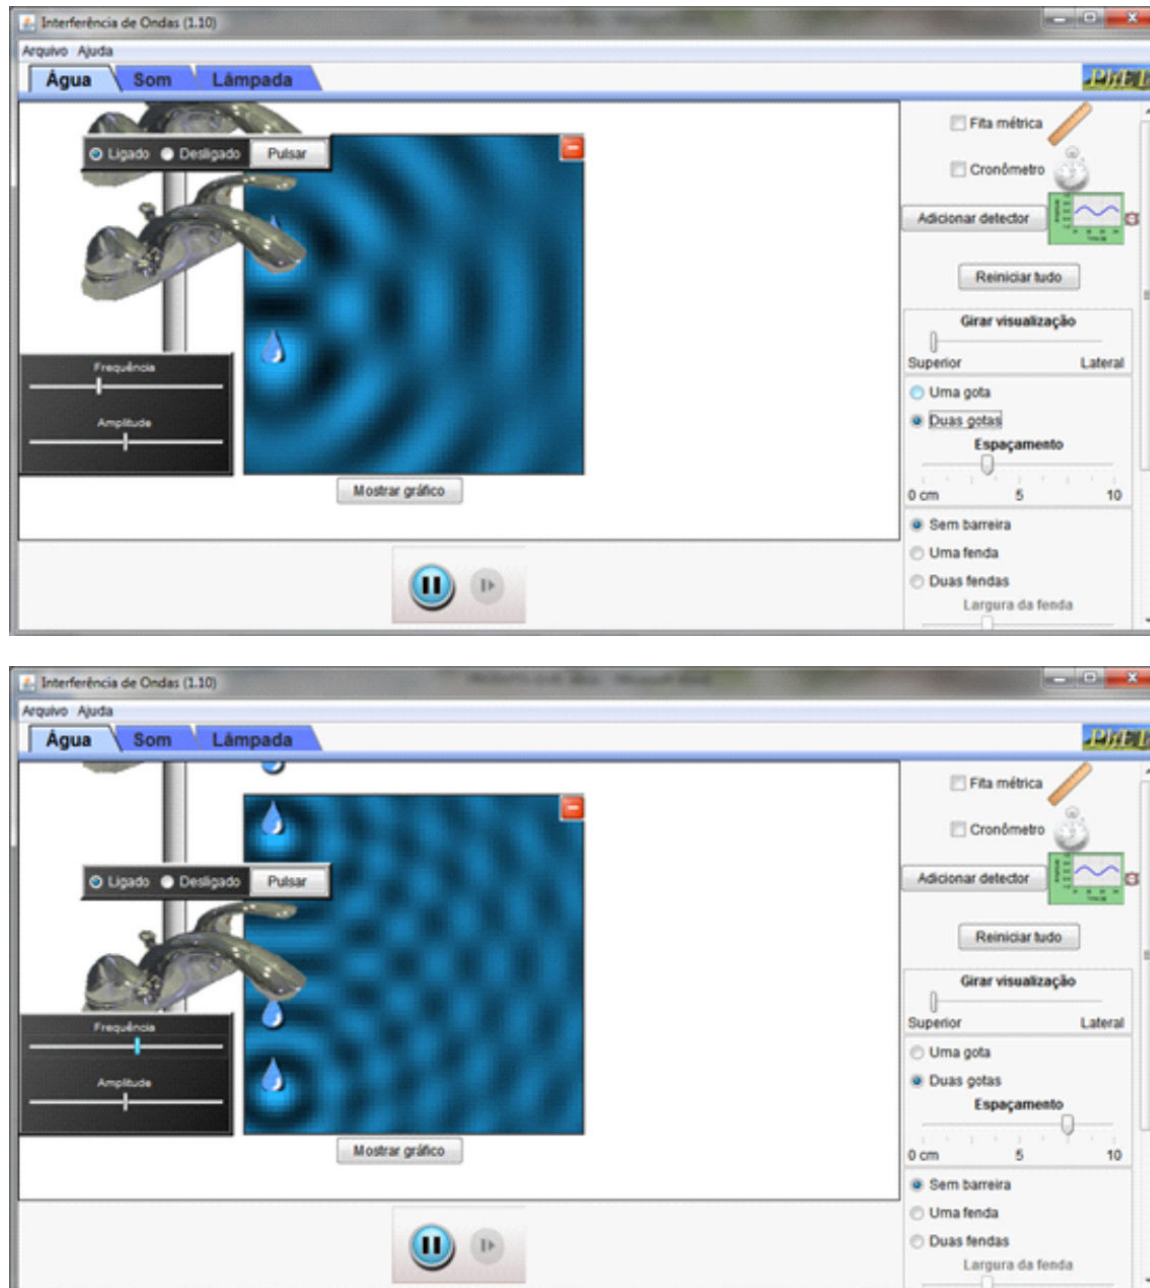 Interferência de Ondas (1.10)
Arquivo Ajuda
Água Som Lâmpada
PhET
Ligado Desligado Pulsar
Fita métrica
Cronômetro
Adicionar detector
Reiniciar tudo
Girar visualização
Superior Lateral
Frequência
Amplitude
Uma gota
Duas gotas
Espaçamento
0 cm 5 10
Mostrar gráfico
Sem barreira
Uma fenda
Duas fendas
Largura da fenda
Interferência de Ondas (1.10)
Arquivo Ajuda
Água Som Lâmpada
PhET
Fita métrica
Cronômetro
Ligado Desligado Pulsar
Adicionar detector
Reiniciar tudo
Girar visualização
Superior Lateral
Frequência
Amplitude
Uma gota
Duas gotas
Espaçamento
0 cm 5 10
Mostrar gráfico
Sem barreira
Uma fenda
Duas fendas
Largura da fenda